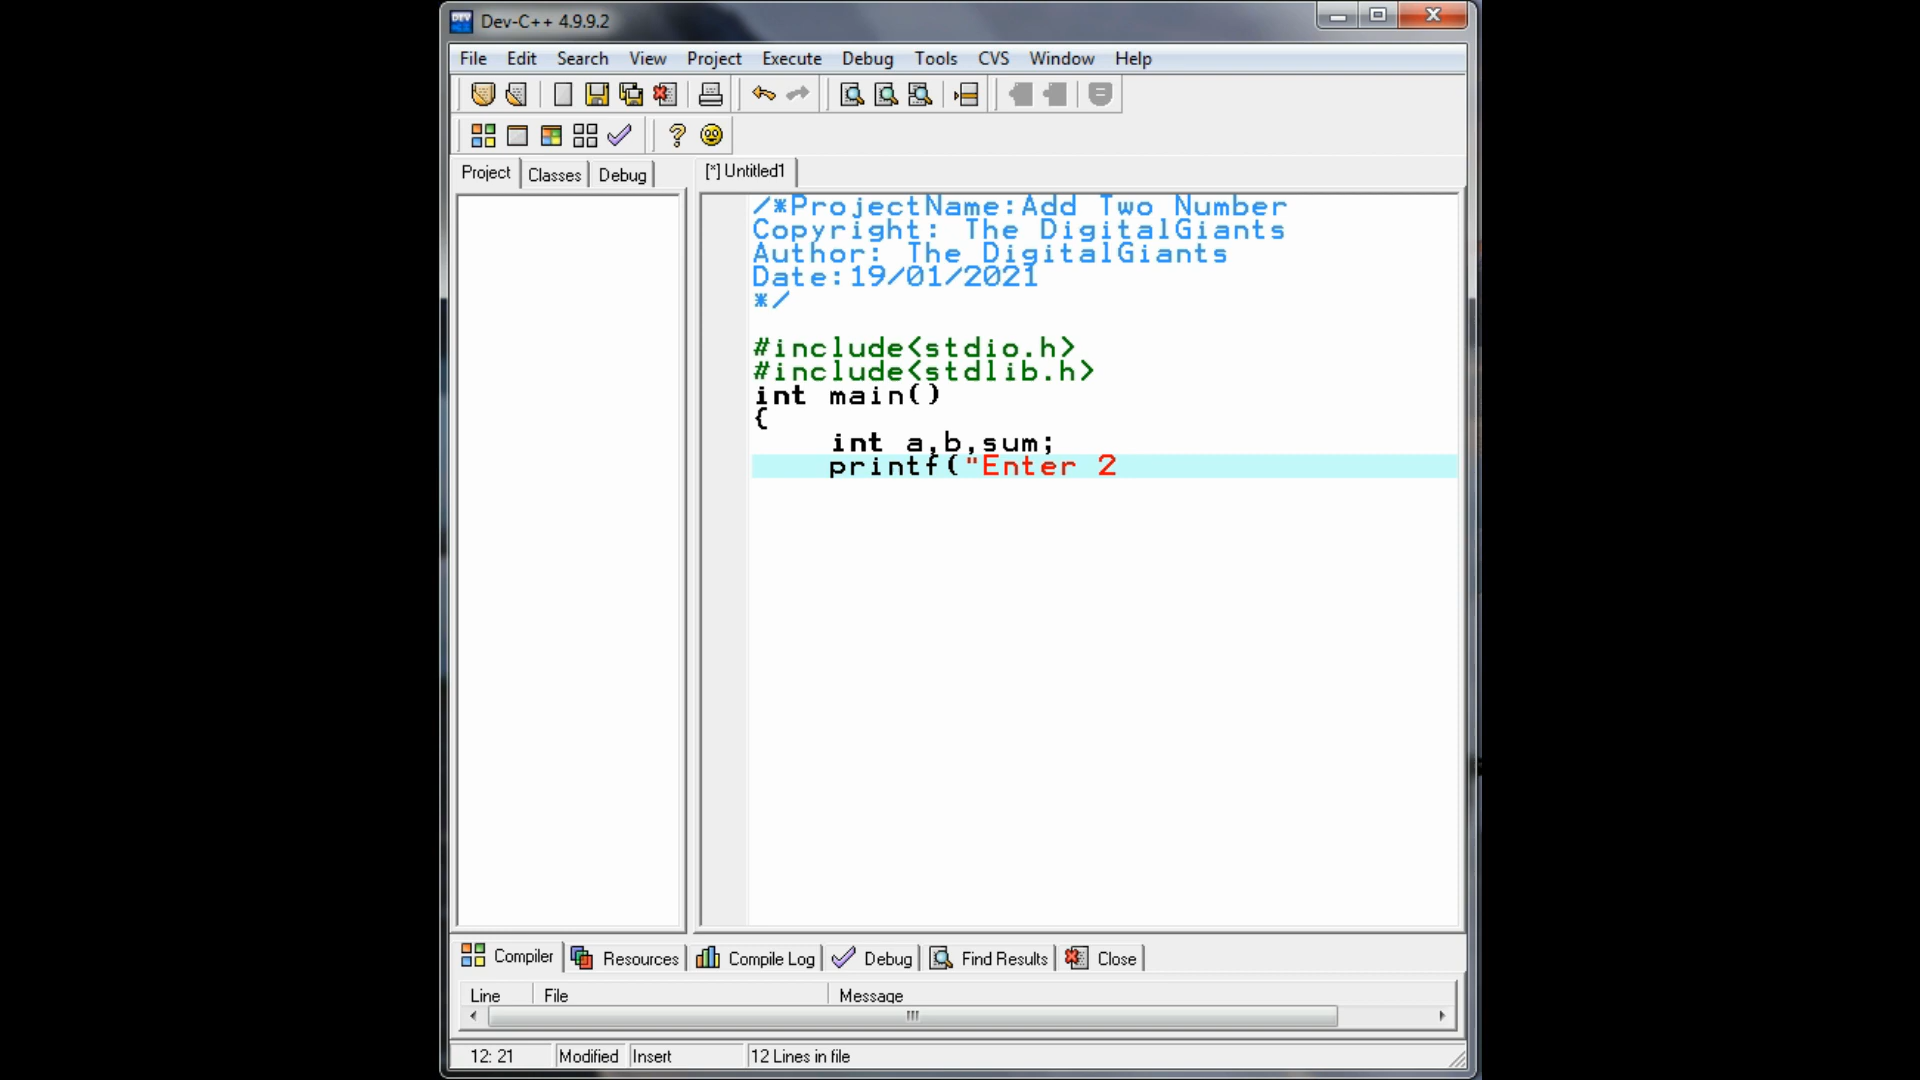 Dev-C++ 4.9.9.2
File Edit Search View Project Execute Debug Tools CVS Window Help
Project Classes Debug
[*] Untitled1
/*ProjectName:Add Two Number
Copyright: The DigitalGiants
Author: The DigitalGiants
Date:19/01/2021
*/
#include<stdio.h>
#include<stdlib.h>
int main()
{
int a,b,sum;
printf("Enter 2
Compiler Resources Compile Log Debug Find Results Close
Line File Message
12: 21 Modified Insert 12 Lines in file